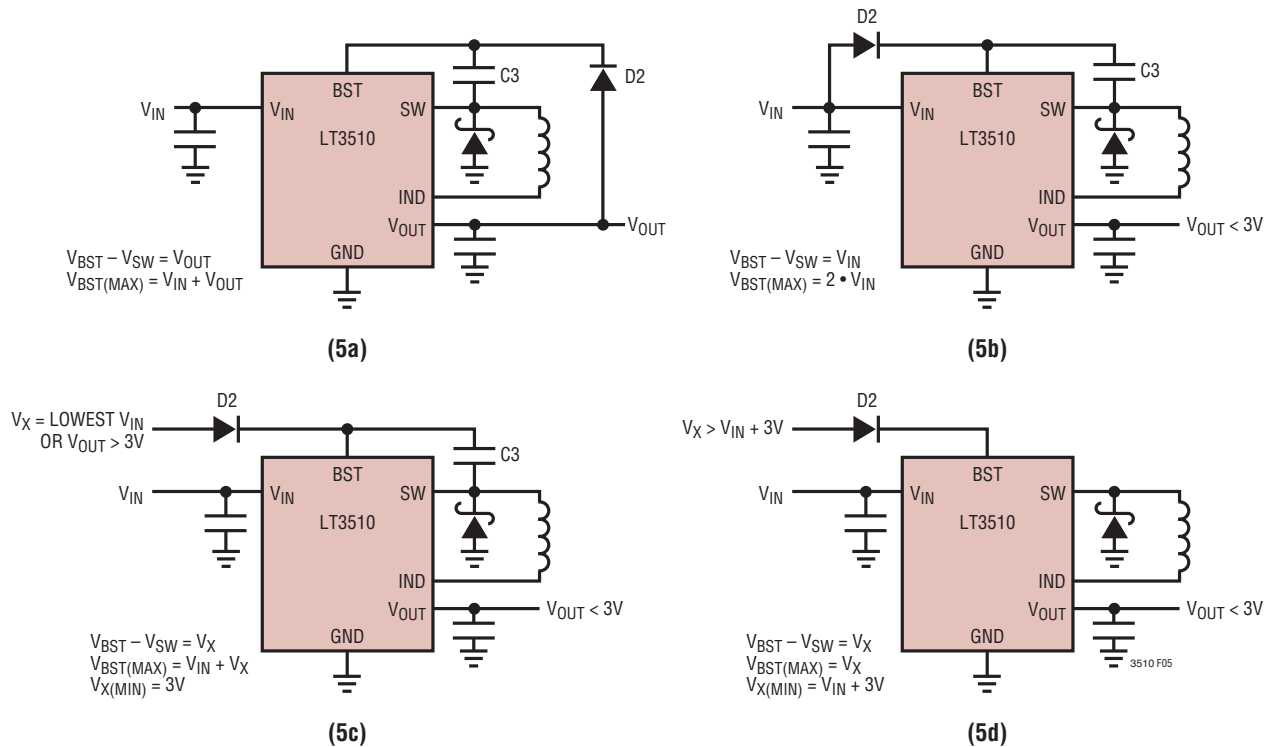 D2
C3
BST
V_IN
V_IN
SW
LT3510
IND
V_OUT
V_OUT
GND
V_BST – V_SW = V_OUT
V_BST(MAX) = V_IN + V_OUT
(5a)
D2
C3
BST
V_IN
V_IN
SW
LT3510
IND
V_OUT
V_OUT < 3V
GND
V_BST – V_SW = V_IN
V_BST(MAX) = 2 • V_IN
(5b)
D2
V_X = LOWEST V_IN
OR V_OUT > 3V
C3
BST
V_IN
V_IN
SW
LT3510
IND
V_OUT
V_OUT < 3V
GND
V_BST – V_SW = V_X
V_BST(MAX) = V_IN + V_X
V_X(MIN) = 3V
(5c)
D2
V_X > V_IN + 3V
BST
V_IN
V_IN
SW
LT3510
IND
V_OUT
V_OUT < 3V
GND
V_BST – V_SW = V_X
V_BST(MAX) = V_X
V_X(MIN) = V_IN + 3V
3510 F05
(5d)